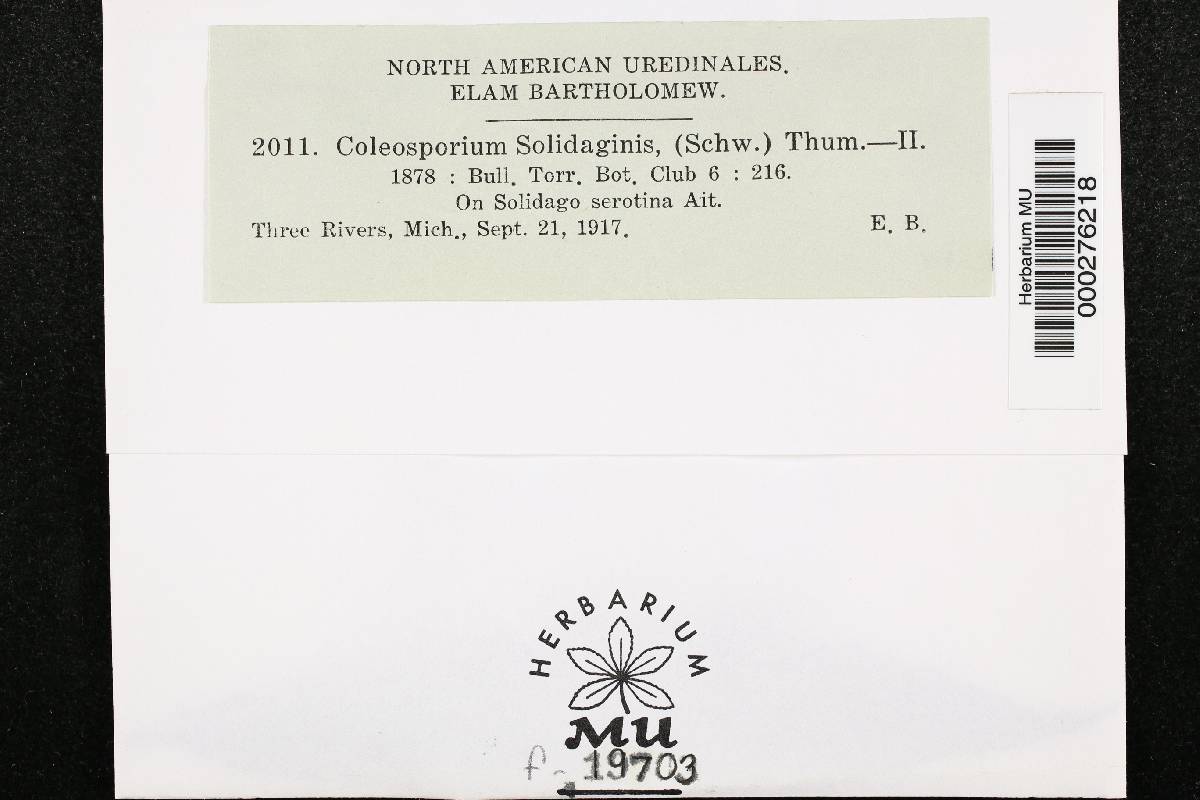 NORTH AMERICAN UREDINALES.
ELAM BARTHOLOMEW.
2011. Coleosporium Solidaginis, (Schw.) Thum.—II.
1878 : Bull. Torr. Bot. Club 6 : 216.
On Solidago serotina Ait.
Three Rivers, Mich., Sept. 21, 1917. E. B.
Herbarium MU
000276218
HERBARIUM
MU
f- 19703